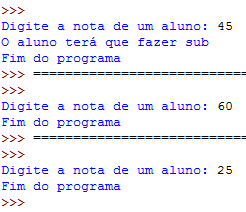 >>>
Digite a nota de um aluno: 45
O aluno terá que fazer sub
Fim do programa
>>> ===========================
>>>
Digite a nota de um aluno: 60
Fim do programa
>>> ===========================
>>>
Digite a nota de um aluno: 25
Fim do programa
>>>